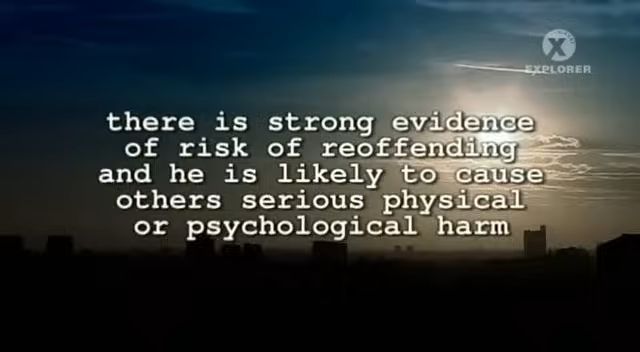 X
EXPLORER
there is strong evidence
of risk of reoffending
and he is likely to cause
others serious physical
or psychological harm